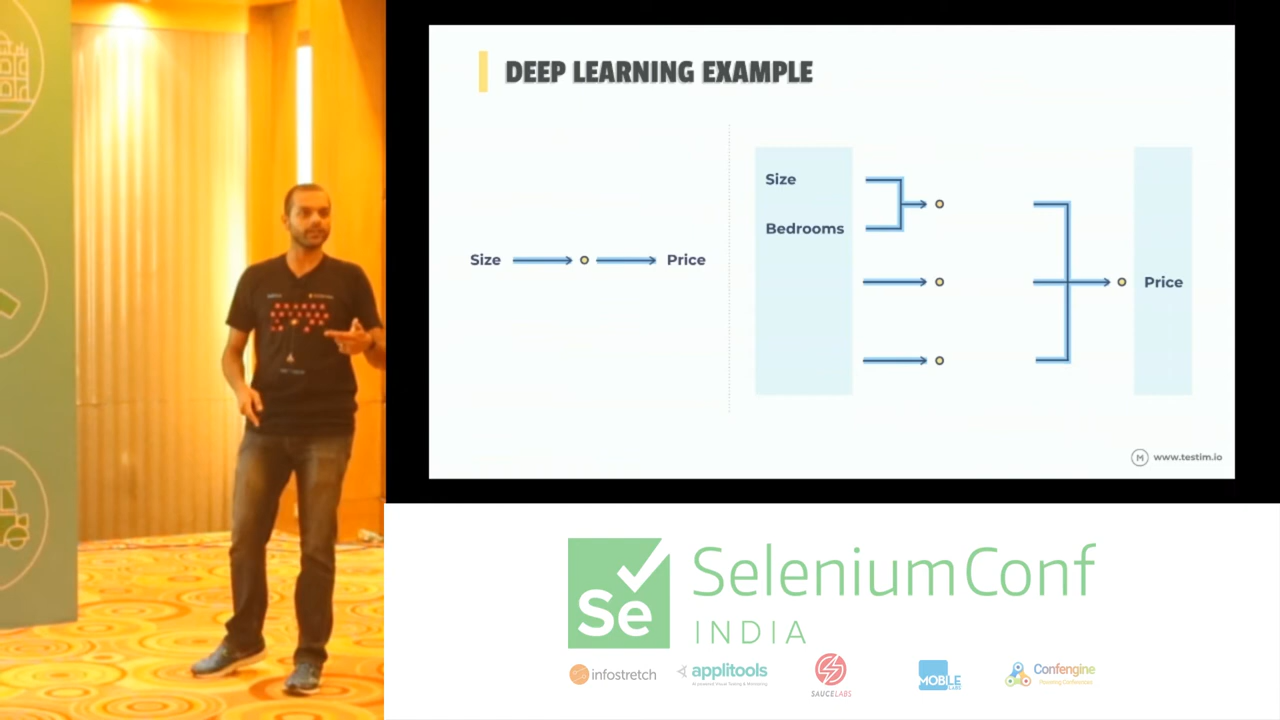 DEEP LEARNING EXAMPLE
Size
Price
Size
Bedrooms
Price
M www.testim.io
Se
SeleniumConf
INDIA
infostretch
applitools
SAUCELABS
MOBILE
LABS
Confengine